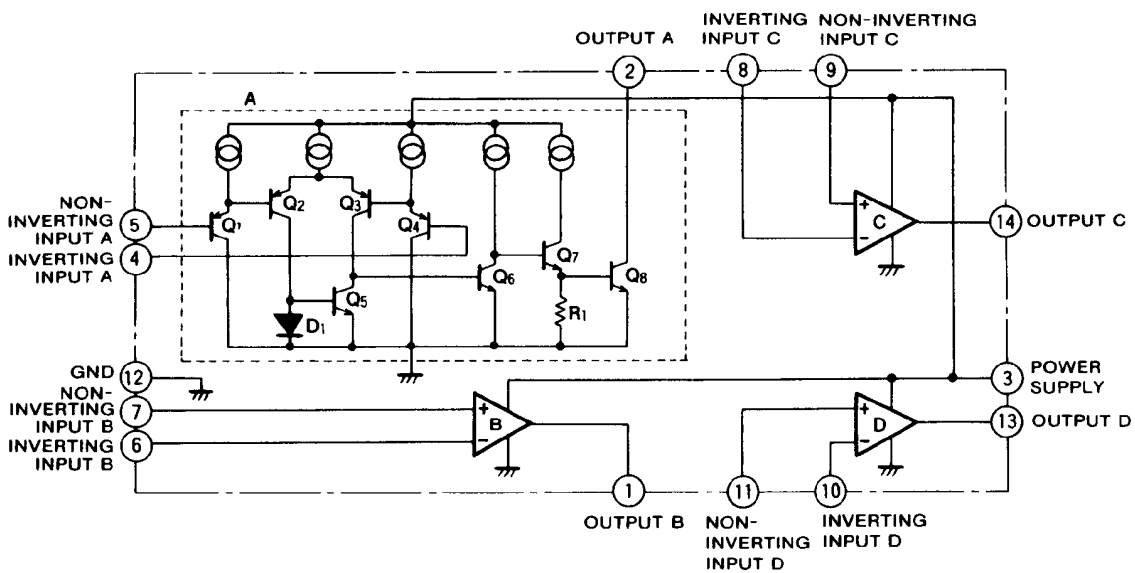 OUTPUT A
2
INVERTING
INPUT C
8
NON-INVERTING
INPUT C
9
A
Q1
Q2
Q3
Q4
Q5
Q6
Q7
Q8
D1
R1
NON-
INVERTING
INPUT A
5
INVERTING
INPUT A
4
+
−
C
14
OUTPUT C
GND
12
NON-
INVERTING
INPUT B
7
INVERTING
INPUT B
6
+
−
B
3
POWER
SUPPLY
+
−
D
13
OUTPUT D
1
OUTPUT B
11
NON-
INVERTING
INPUT D
10
INVERTING
INPUT D